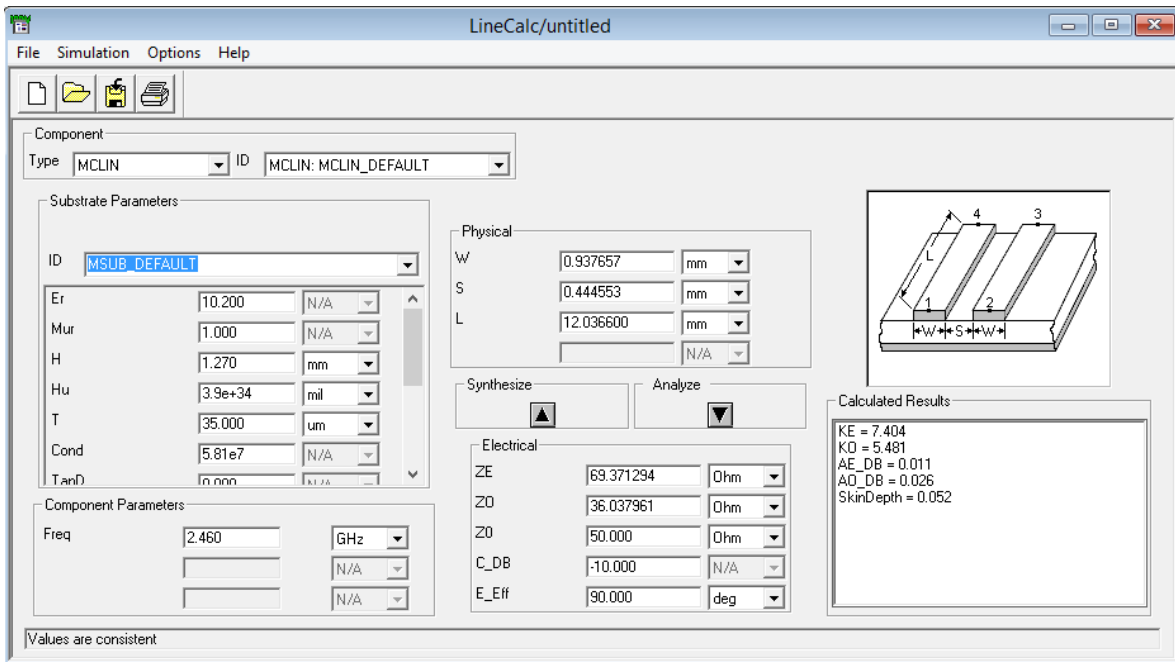 LineCalc/untitled
File Simulation Options Help
Component
Type MCLIN ID MCLIN: MCLIN_DEFAULT
Substrate Parameters
ID MSUB_DEFAULT
Er 10.200 N/A
Mur 1.000 N/A
H 1.270 mm
Hu 3.9e+34 mil
T 35.000 um
Cond 5.81e7 N/A
TanD 0.000 N/A
Component Parameters
Freq 2.460 GHz
N/A
N/A
Physical
W 0.937657 mm
S 0.444553 mm
L 12.036600 mm
N/A
Synthesize Analyze
Electrical
ZE 69.371294 Ohm
ZO 36.037961 Ohm
Z0 50.000 Ohm
C_DB -10.000 N/A
E_Eff 90.000 deg
4 3
L
1 2
W S W
Calculated Results
KE = 7.404
KO = 5.481
AE_DB = 0.011
AO_DB = 0.026
SkinDepth = 0.052
Values are consistent